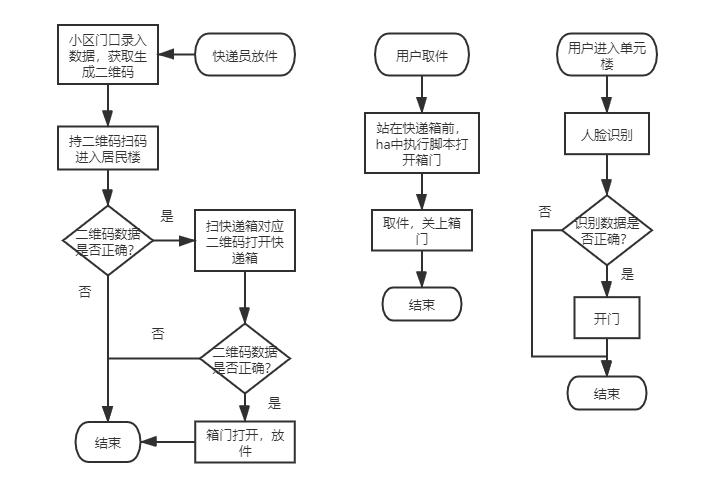 快递员放件
小区门口录入
数据，获取生
成二维码
持二维码扫码
进入居民楼
二维码数据
是否正确?
是
否
扫快递箱对应
二维码打开快
递箱
二维码数据
是否正确?
否
是
箱门打开，放
件
结束
用户取件
站在快递箱前，
ha中执行脚本打
开箱门
取件，关上箱
门
结束
用户进入单元
楼
人脸识别
识别数据是
否正确?
否
是
开门
结束